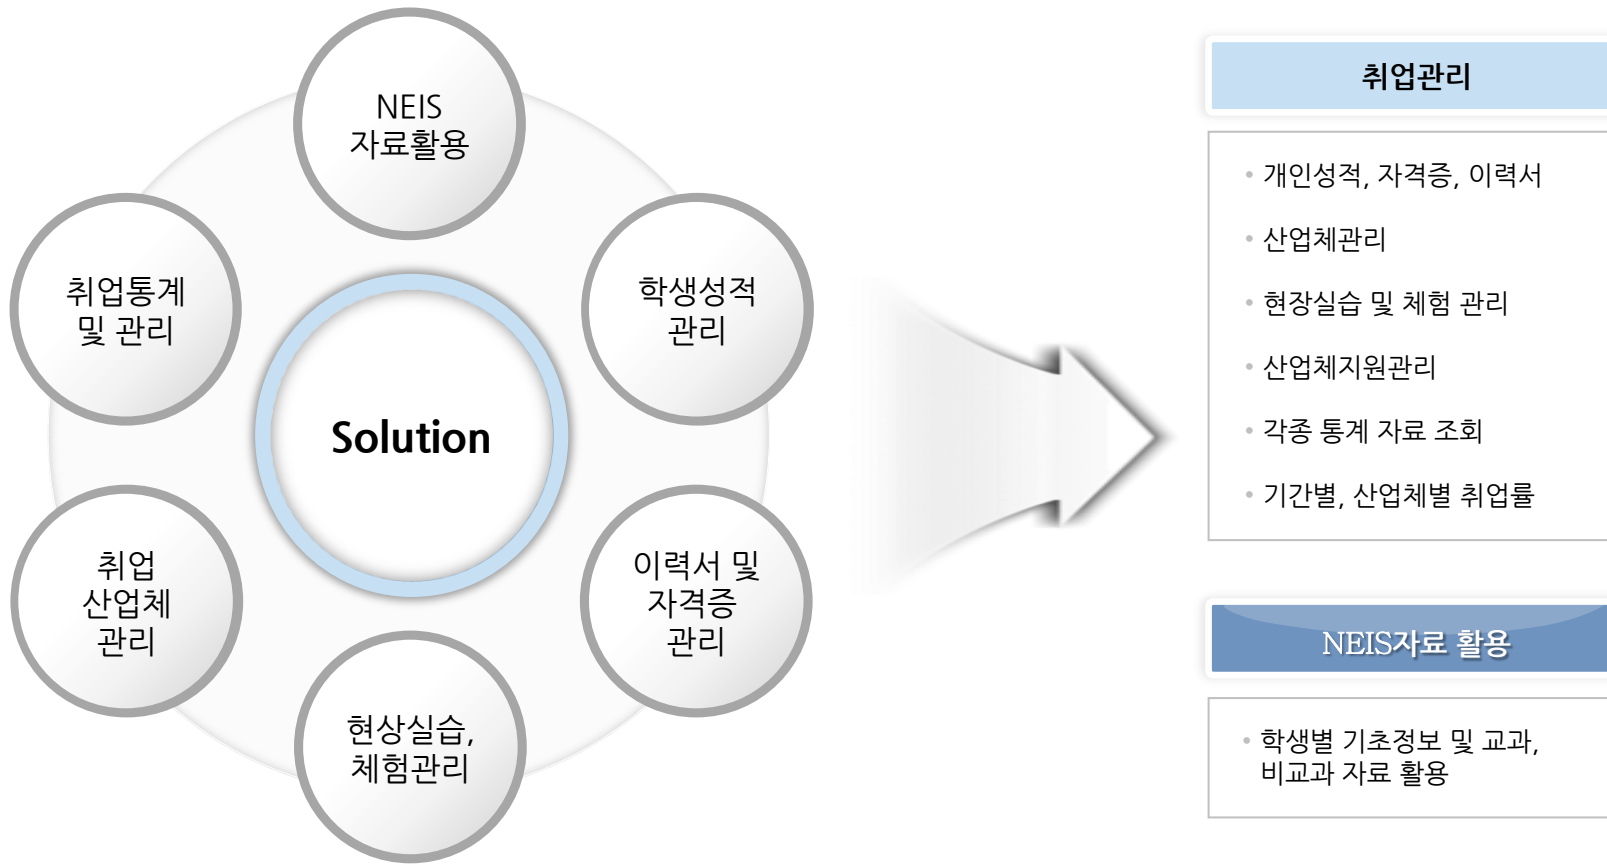 NEIS
자료활용
취업통계
및 관리
학생성적
관리
Solution
취업
산업체
관리
이력서 및
자격증
관리
현상실습,
체험관리
취업관리
• 개인성적, 자격증, 이력서
• 산업체관리
• 현장실습 및 체험 관리
• 산업체지원관리
• 각종 통계 자료 조회
• 기간별, 산업체별 취업률
NEIS자료 활용
• 학생별 기초정보 및 교과,
비교과 자료 활용